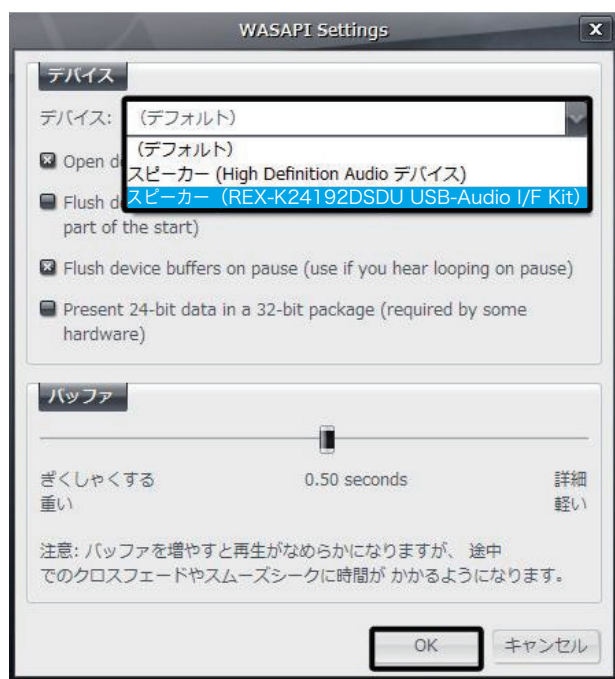 WASAPI Settings
デバイス
デバイス:
(デフォルト)
(デフォルト)
スピーカー (High Definition Audio デバイス)
スピーカー (REX-K24192DSDU USB-Audio I/F Kit)
Open d
Flush d
part of the start)
Flush device buffers on pause (use if you hear looping on pause)
Present 24-bit data in a 32-bit package (required by some
hardware)
バッファ
ぎくしゃくする
重い
0.50 seconds
詳細
軽い
注意: バッファを増やすと再生がなめらかになりますが、 途中
でのクロスフェードやスムーズシークに時間が かかるようになります。
OK
キャンセル